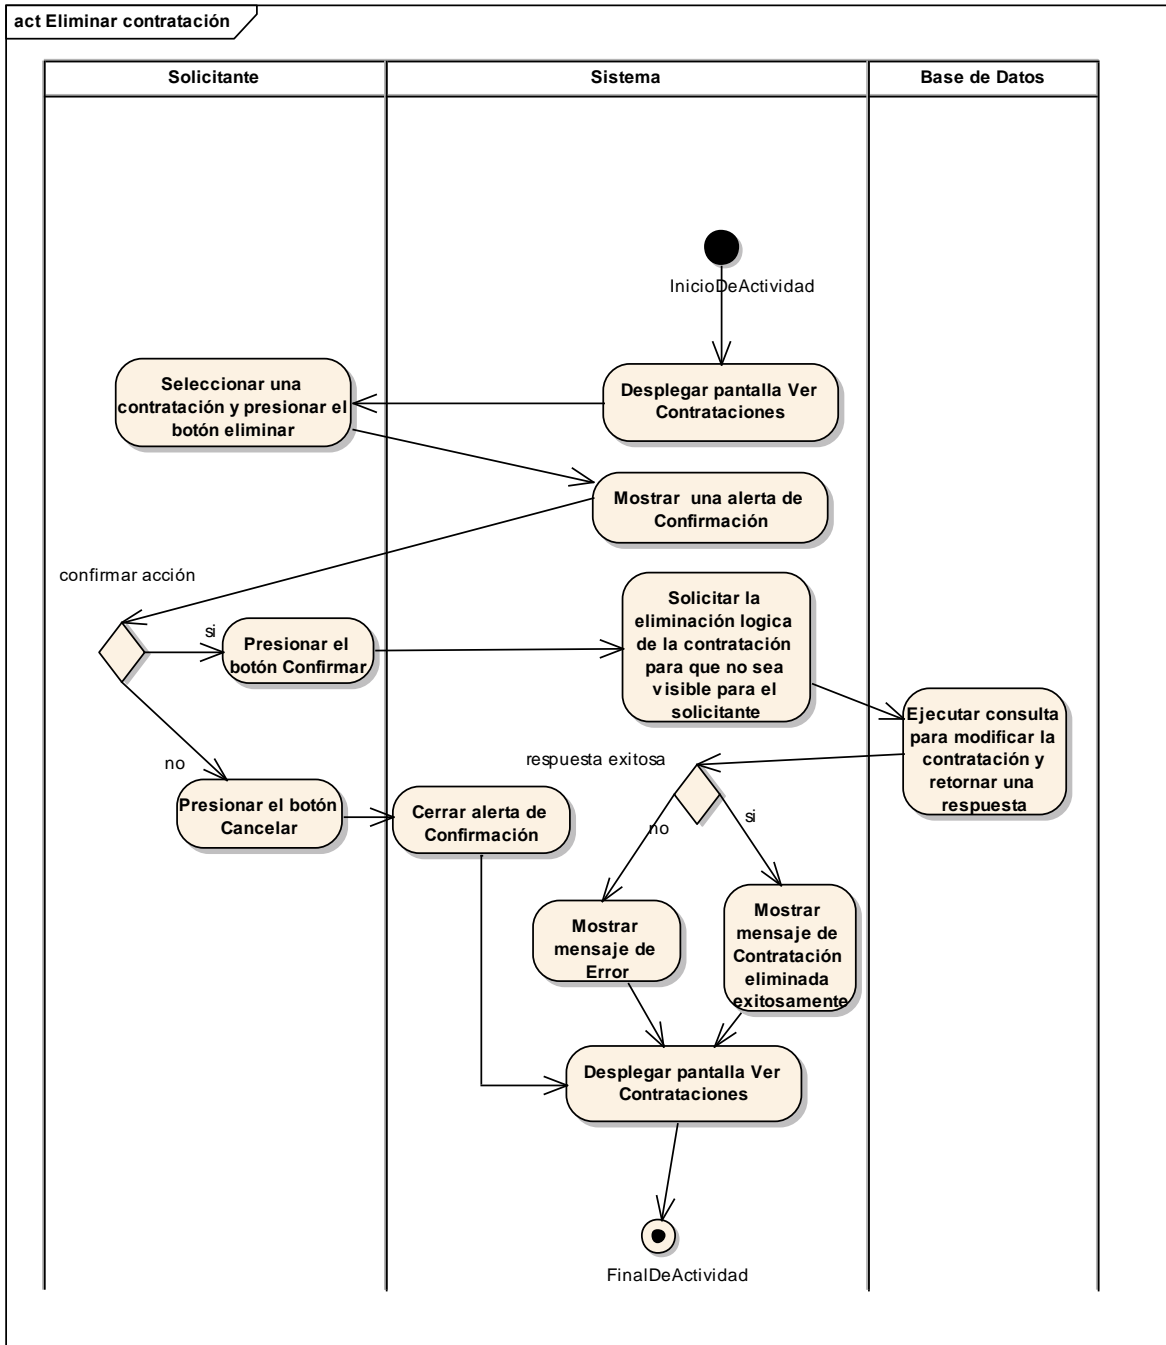 act Eliminar contratación
Solicitante
Sistema
Base de Datos
InicioDeActividad
Seleccionar una
contratación y presionar el
botón eliminar
Desplegar pantalla Ver
Contrataciones
Mostrar una alerta de
Confirmación
confirmar acción
si
Presionar el
botón Confirmar
Solicitar la
eliminación logica
de la contratación
para que no sea
visible para el
solicitante
Ejecutar consulta
para modificar la
contratación y
retornar una
respuesta
respuesta exitosa
no
Presionar el botón
Cancelar
Cerrar alerta de
Confirmación
no
si
Mostrar
mensaje de
Error
Mostrar
mensaje de
Contratación
eliminada
exitosamente
Desplegar pantalla Ver
Contrataciones
FinalDeActividad